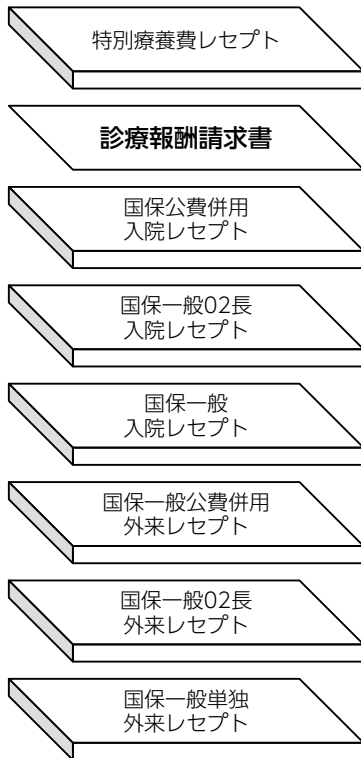 特別療養費レセプト
診療報酬請求書
国保公費併用
入院レセプト
国保一般02長
入院レセプト
国保一般
入院レセプト
国保一般公費併用
外来レセプト
国保一般02長
外来レセプト
国保一般単独
外来レセプト